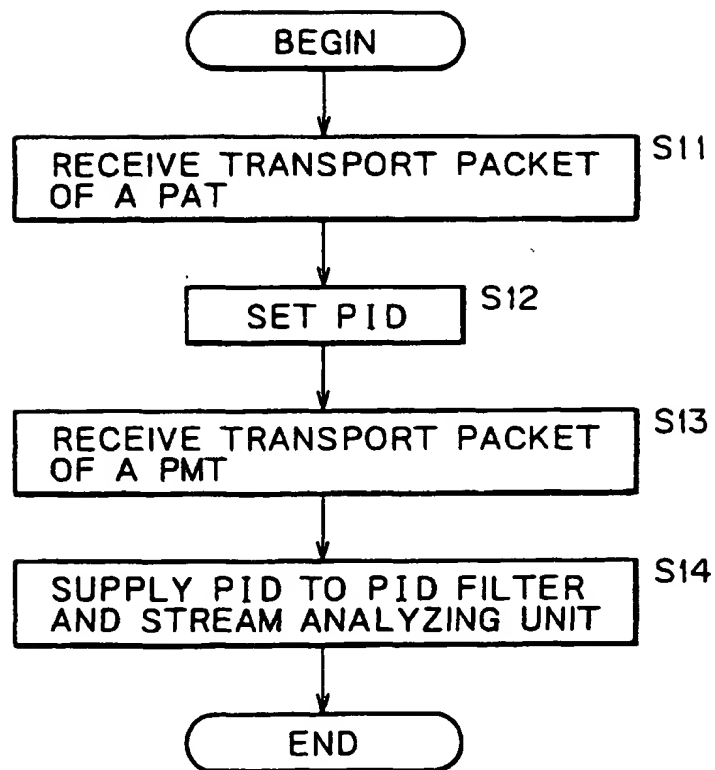 BEGIN
RECEIVE TRANSPORT PACKET
OF A PAT
S11
SET PID
S12
RECEIVE TRANSPORT PACKET
OF A PMT
S13
SUPPLY PID TO PID FILTER
AND STREAM ANALYZING UNIT
S14
END